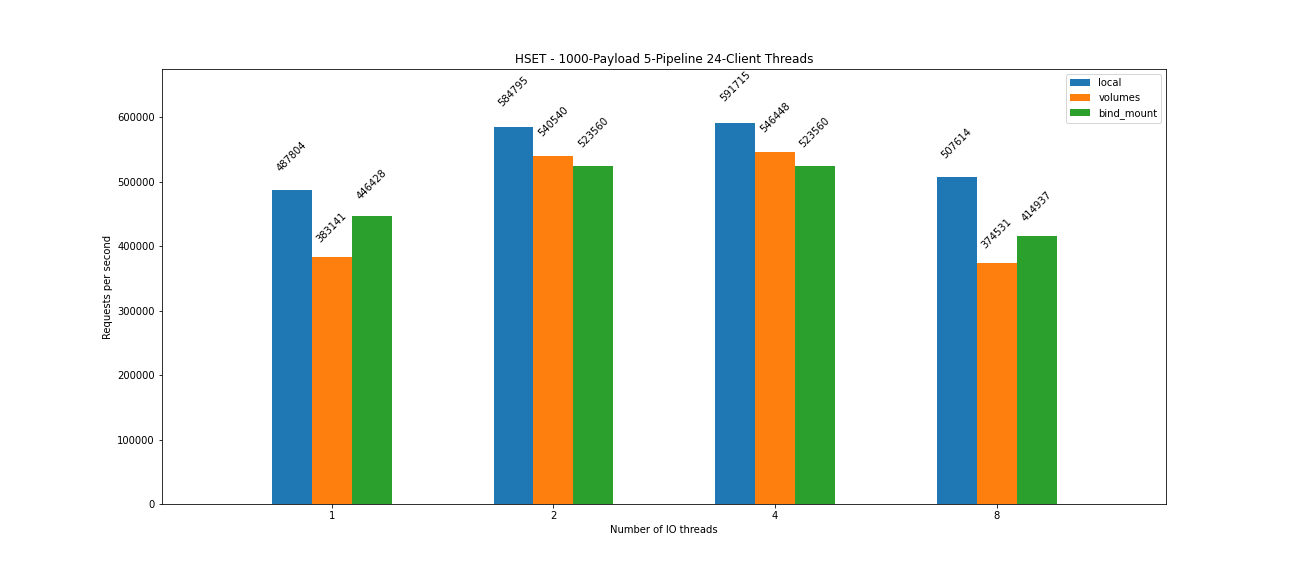 HSET - 1000-Payload 5-Pipeline 24-Client Threads
local
volumes
bind_mount
Requests per second
600000
500000
400000
300000
200000
100000
0
487804
383141
446428
584795
540540
523560
591715
546448
523560
507614
374531
414937
1 2 4 8
Number of IO threads